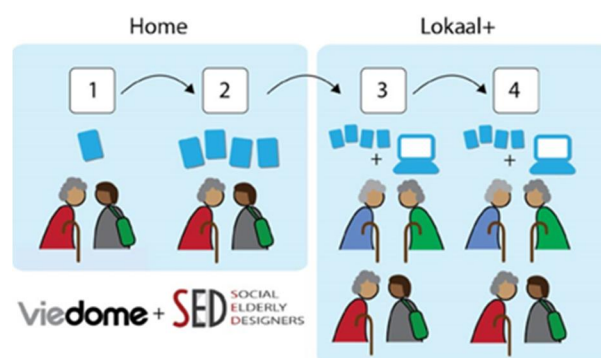 Home
Lokaal+
1
2
3
4
+
+
viedome + SED SOCIAL
ELDERLY
DESIGNERS